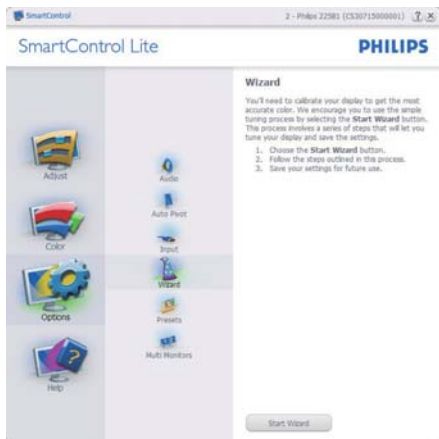 SmartControl
2 - Philips 225B1 (CS30715000001)
SmartControl Lite
PHILIPS
Adjust
Color
Options
Help
Audio
Auto Pivot
Input
Wizard
Presets
Multi Monitors
Wizard
You'll need to calibrate your display to get the most
accurate color. We encourage you to use the simple
tuning process by selecting the Start Wizard button.
This process involves a series of steps that will let you
tune your display and save the settings.
1. Choose the Start Wizard button.
2. Follow the steps outlined in this process.
3. Save your settings for future use.
Start Wizard